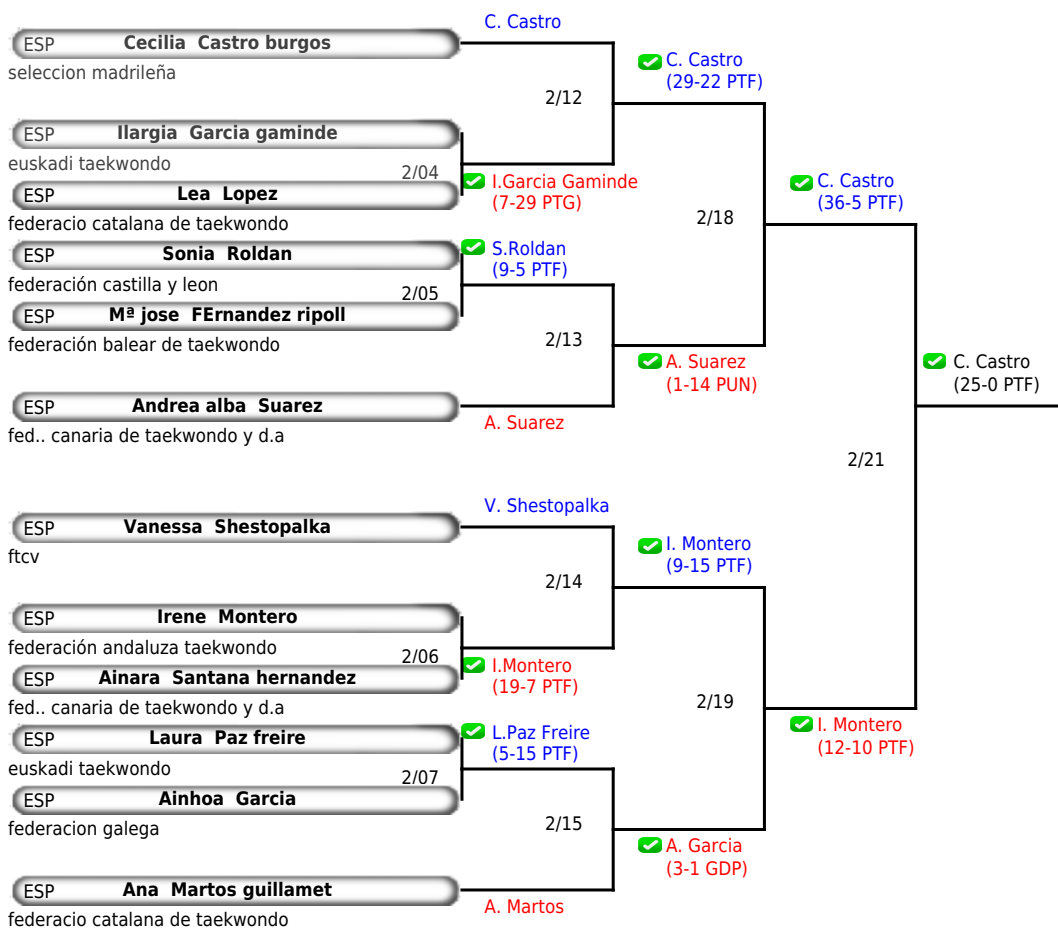 C. Castro
ESP Cecilia Castro burgos
seleccion madrileña
C. Castro
(29-22 PTF)
2/12
ESP Ilargia Garcia gaminde
euskadi taekwondo
2/04
I.Garcia Gaminde
(7-29 PTG)
ESP Lea Lopez
federacio catalana de taekwondo
C. Castro
(36-5 PTF)
2/18
ESP Sonia Roldan
federación castilla y leon
S.Roldan
(9-5 PTF)
2/05
ESP Mª jose FErnandez ripoll
federación balear de taekwondo
2/13
A. Suarez
(1-14 PUN)
C. Castro
(25-0 PTF)
ESP Andrea alba Suarez
fed.. canaria de taekwondo y d.a
A. Suarez
2/21
V. Shestopalka
ESP Vanessa Shestopalka
ftcv
I. Montero
(9-15 PTF)
2/14
ESP Irene Montero
federación andaluza taekwondo
2/06
I.Montero
(19-7 PTF)
ESP Ainara Santana hernandez
fed.. canaria de taekwondo y d.a
2/19
I. Montero
(12-10 PTF)
ESP Laura Paz freire
euskadi taekwondo
L.Paz Freire
(5-15 PTF)
2/07
ESP Ainhoa Garcia
federacion galega
2/15
A. Garcia
(3-1 GDP)
ESP Ana Martos guillamet
federacio catalana de taekwondo
A. Martos